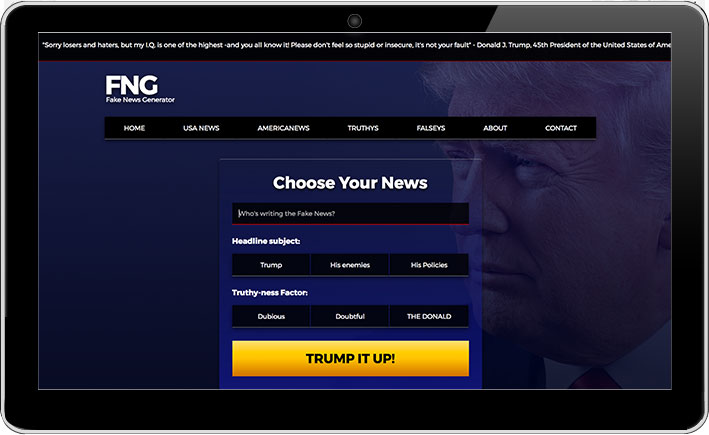 "Sorry losers and haters, but my I.Q. is one of the highest -and you all know it! Please don't feel so stupid or insecure, it's not your fault" - Donald J. Trump, 45th President of the United States of Ame
FNG
Fake News Generator
HOME USA NEWS AMERICANEWS TRUTHYS FALSEYS ABOUT CONTACT
Choose Your News
Who's writing the Fake News?
Headline subject:
Trump His enemies His Policies
Truthy-ness Factor:
Dubious Doubtful THE DONALD
TRUMP IT UP!